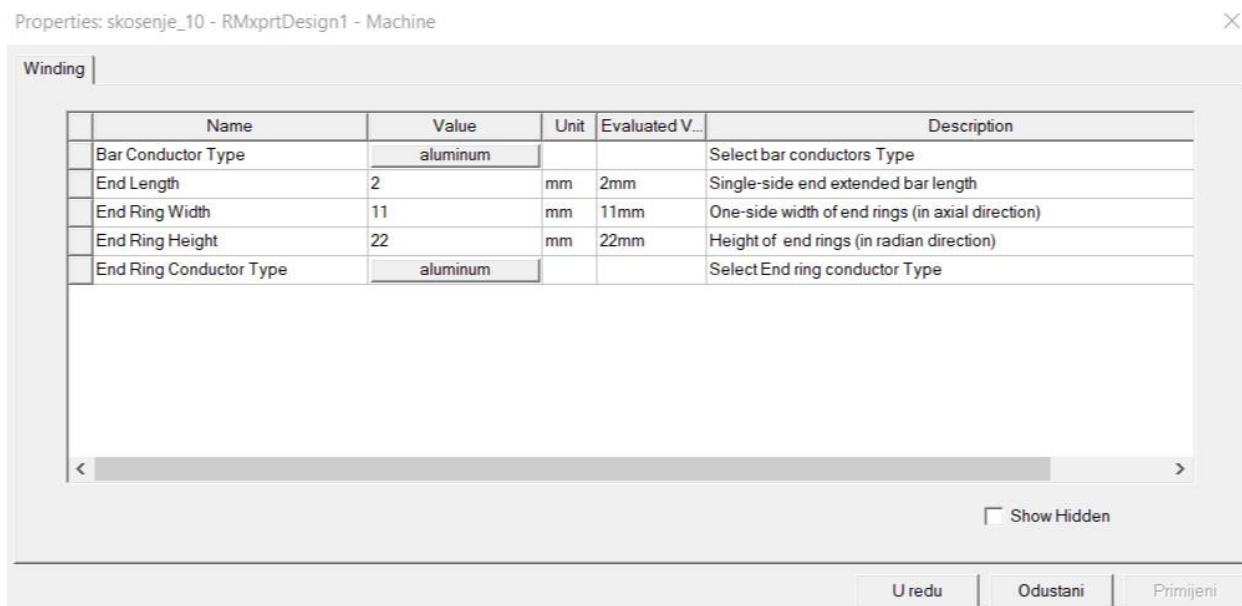 Properties: skosenje_10 - RMxprtDesign1 - Machine
Winding
Name Value Unit Evaluated V... Description
Bar Conductor Type aluminum Select bar conductors Type
End Length 2 mm 2mm Single-side end extended bar length
End Ring Width 11 mm 11mm One-side width of end rings (in axial direction)
End Ring Height 22 mm 22mm Height of end rings (in radian direction)
End Ring Conductor Type aluminum Select End ring conductor Type
Show Hidden
U redu Odustani Primijeni